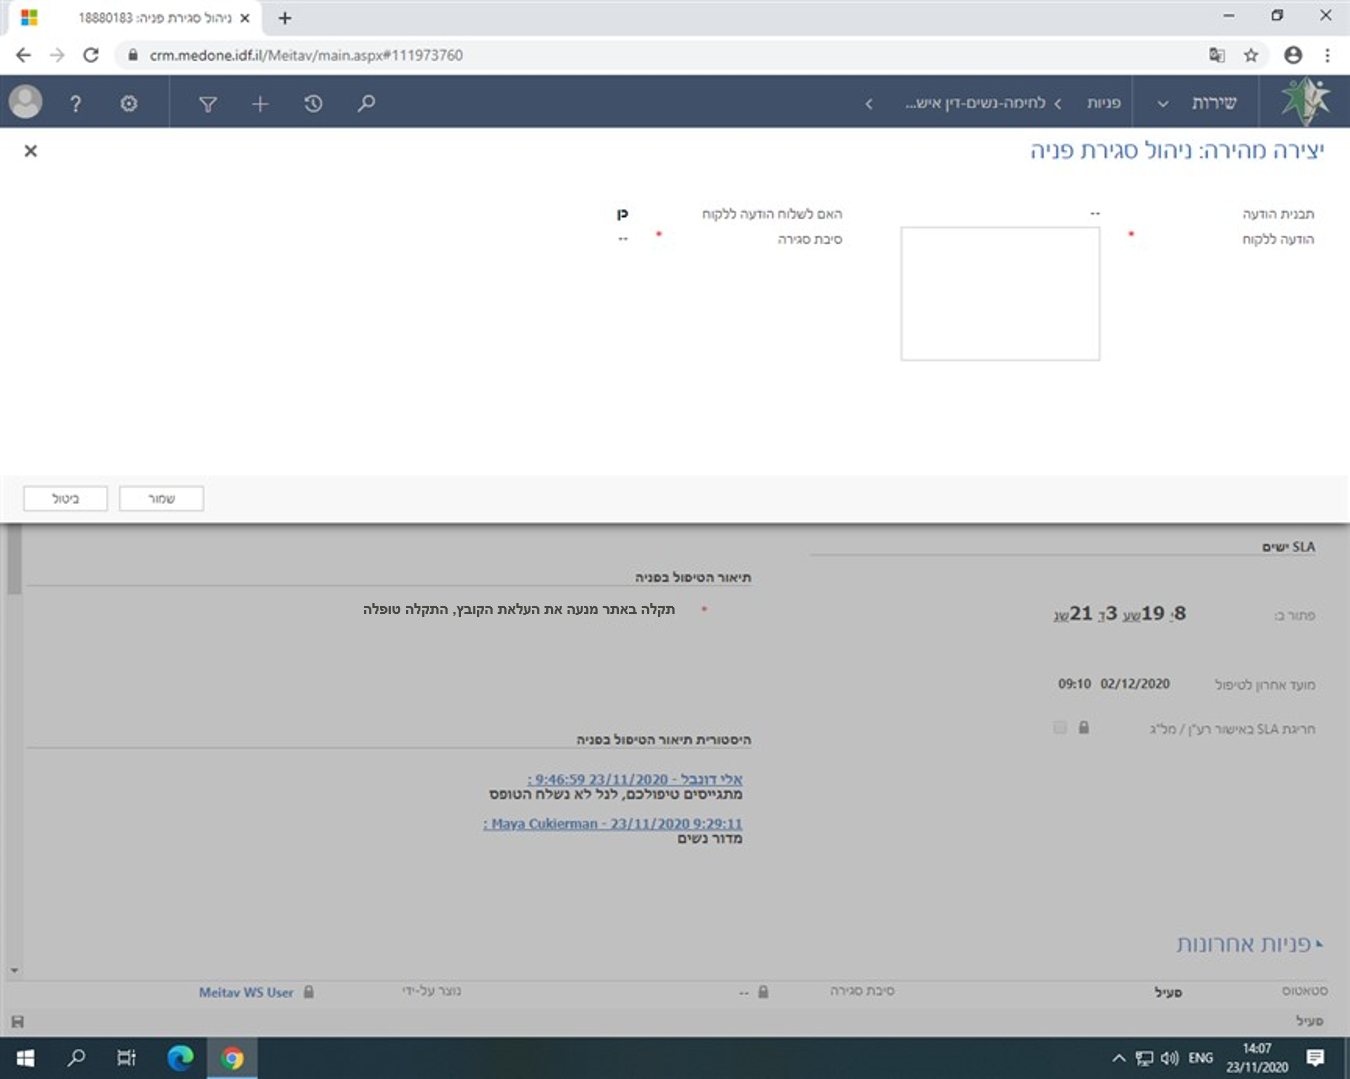 ניהול סגירת פניה: 18880183
crm.medone.idf.il/Meitav/main.aspx#111973760
שירות
פניות
לחימה-נשים-דין איש...
יצירה מהירה: ניהול סגירת פניה
תבנית הודעה --
האם לשלוח הודעה ללקוח כן
הודעה ללקוח *
סיבת סגירה * --
שמור
ביטול
SLA ישים
תיאור הטיפול בפניה
* תקלה באתר מנעה את העלאת הקובץ, התקלה טופלה
פתור ב: 8י 19שע 3ד 21שנ
מועד אחרון לטיפול 02/12/2020 09:10
חריגת SLA באישור רע"ן / מל"ג
היסטורית תיאור הטיפול בפניה
אלי דונבל - 23/11/2020 9:46:59 :
מתגייסים טיפולכם, לנל לא נשלח הטופס
Maya Cukierman - 23/11/2020 9:29:11 :
מדור נשים
פניות אחרונות
סטאטוס פעיל
סיבת סגירה --
נוצר על-ידי Meitav WS User
פעיל
ENG
14:07
23/11/2020